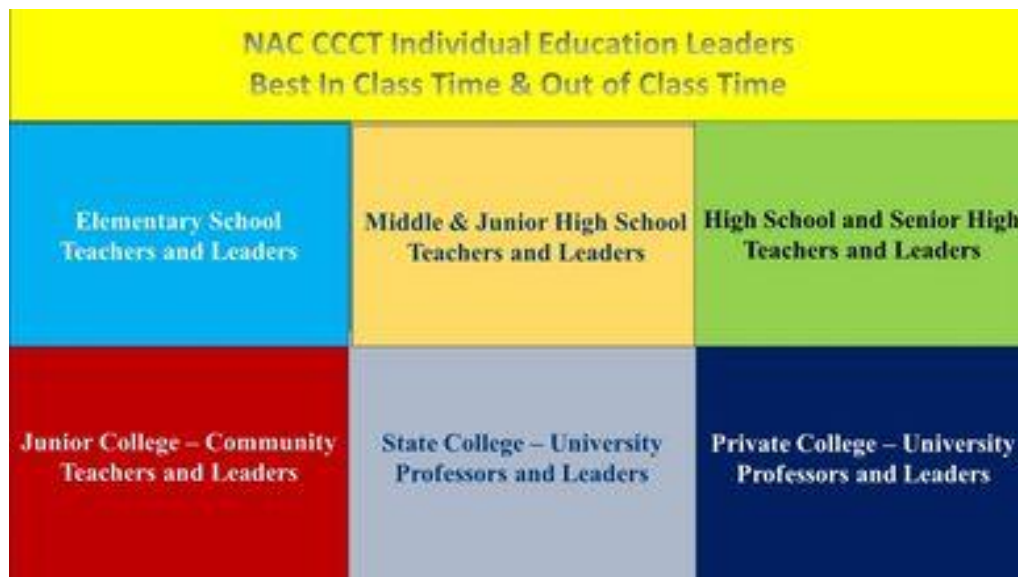 NAC CCCT Individual Education Leaders
Best In Class Time & Out of Class Time
Elementary School
Teachers and Leaders
Middle & Junior High School
Teachers and Leaders
High School and Senior High
Teachers and Leaders
Junior College – Community
Teachers and Leaders
State College – University
Professors and Leaders
Private College – University
Professors and Leaders